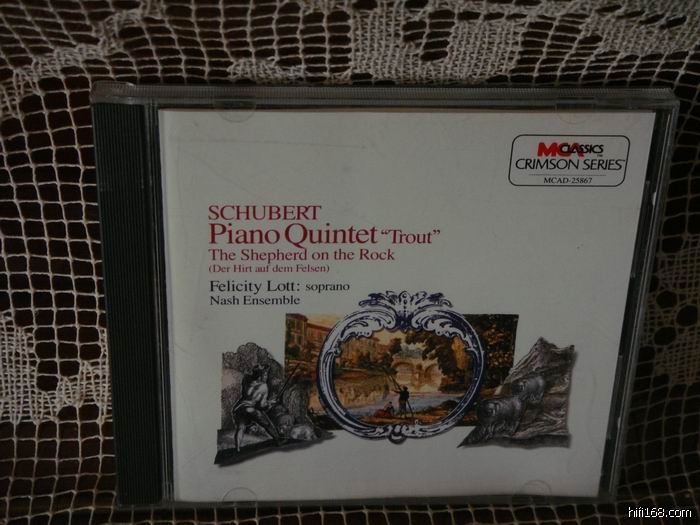 MCA CLASSICS
CRIMSON SERIES™
MCAD-25867
SCHUBERT
Piano Quintet “Trout”
The Shepherd on the Rock
(Der Hirt auf dem Felsen)
Felicity Lott: soprano
Nash Ensemble
hifi168.com